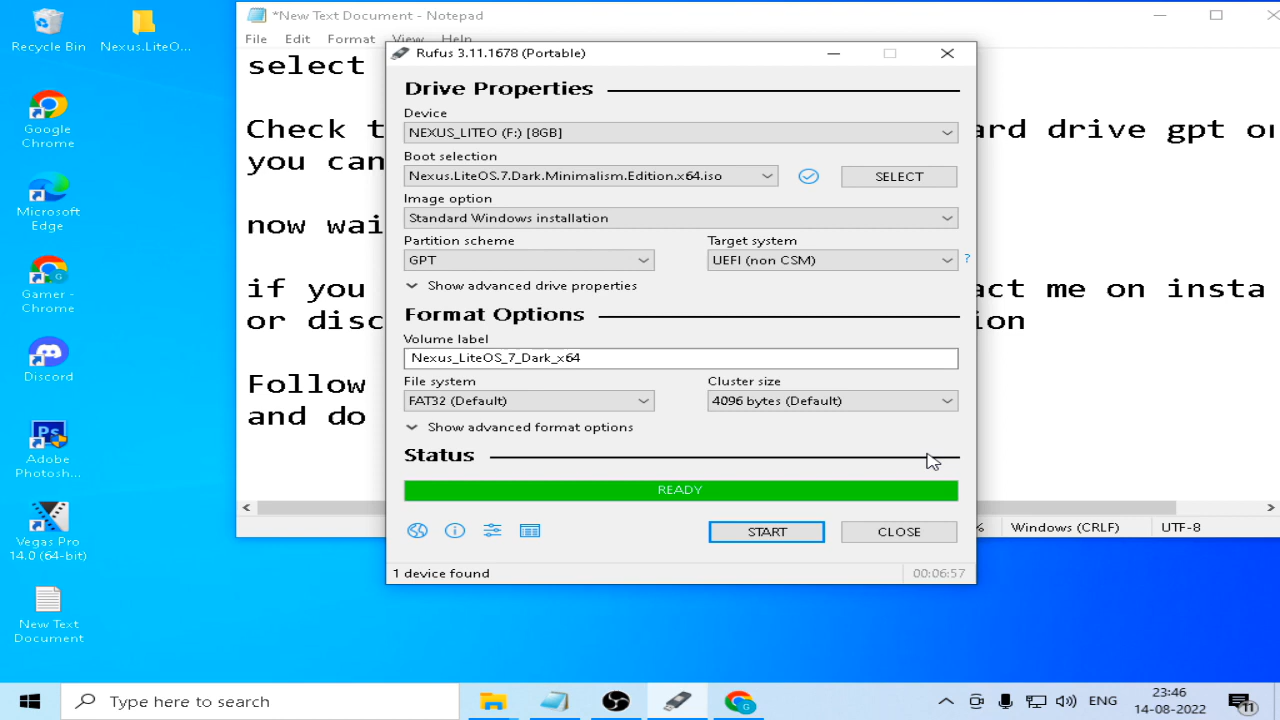 Recycle Bin
Nexus.LiteO...
Google
Chrome
Microsoft
Edge
Gamer -
Chrome
Discord
Adobe
Photosh...
Vegas Pro
14.0 (64-bit)
New Text
Document
*New Text Document - Notepad
File Edit Format View Help
select
Check t
ard drive gpt or
you can
now wai
if you
act me on insta
or disc
ion
Follow
and do
% Windows (CRLF) UTF-8
Rufus 3.11.1678 (Portable)
Drive Properties
Device
NEXUS_LITEO (F:) [8GB]
Boot selection
Nexus.LiteOS.7.Dark.Minimalism.Edition.x64.iso
SELECT
Image option
Standard Windows installation
Partition scheme
Target system
GPT
UEFI (non CSM)
?
Show advanced drive properties
Format Options
Volume label
Nexus_LiteOS_7_Dark_x64
File system
Cluster size
FAT32 (Default)
4096 bytes (Default)
Show advanced format options
Status
READY
START
CLOSE
1 device found
00:06:57
Type here to search
ENG
23:46
14-08-2022
11